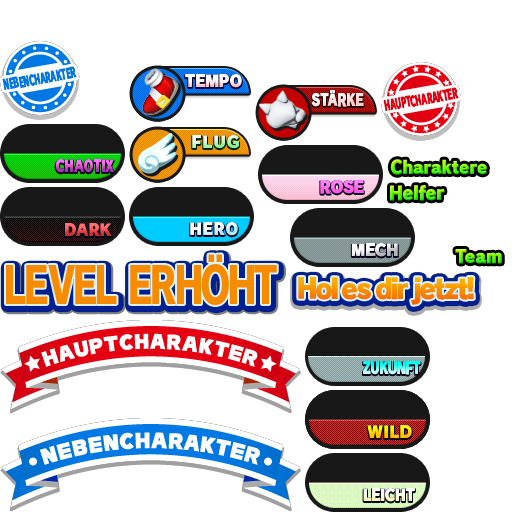 NEBENCHARAKTER
TEMPO
STÄRKE
HAUPTCHARAKTER
FLUG
CHAOTIX
ROSE
Charaktere
Helfer
DARK
HERO
MECH
Team
LEVEL ERHÖHT
Hol es dir jetzt!
HAUPTCHARAKTER
ZUKUNFT
WILD
NEBENCHARAKTER
LEICHT